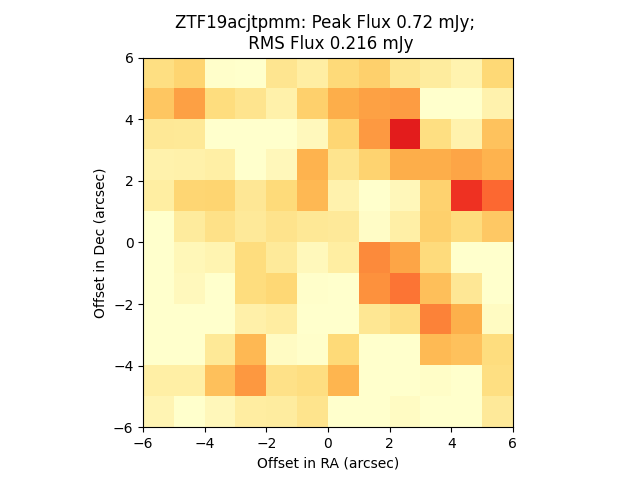 ZTF19acjtpmm: Peak Flux 0.72 mJy;
RMS Flux 0.216 mJy
6
4
2
0
−2
−4
−6
Offset in Dec (arcsec)
−6 −4 −2 0 2 4 6
Offset in RA (arcsec)